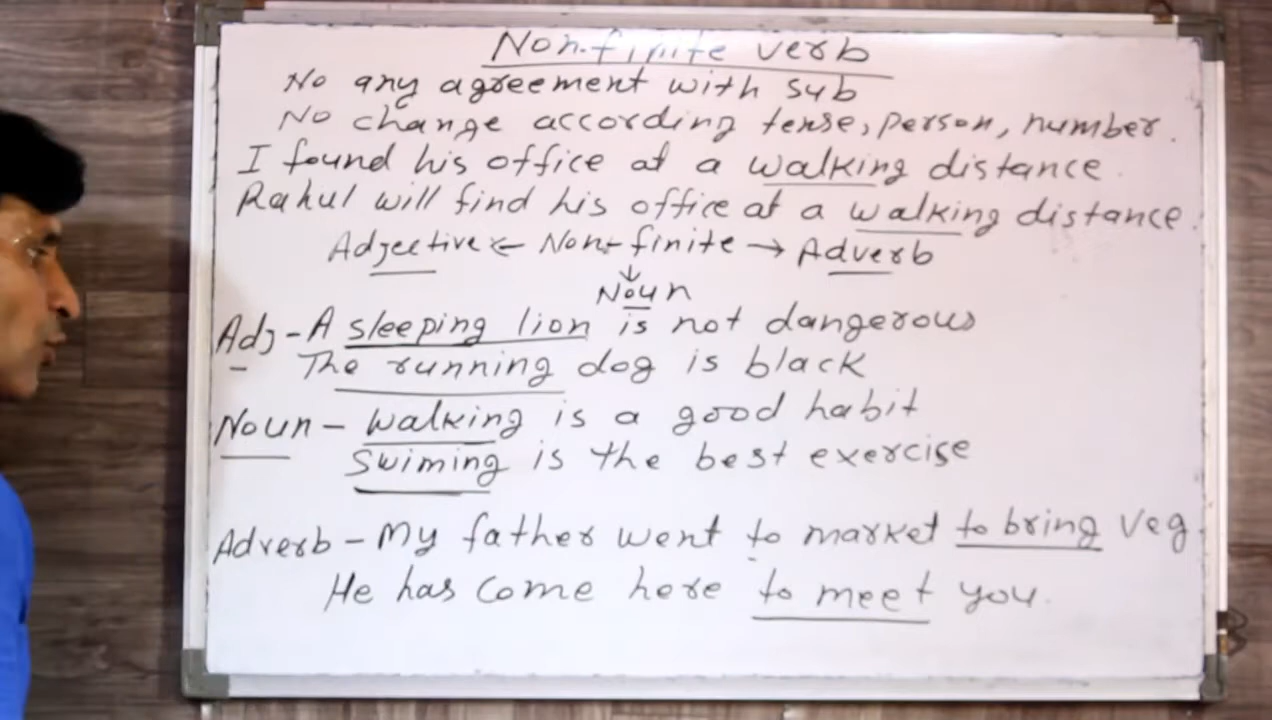 Non-finite verb
No any agreement with sub
No change according tense, person, number.
I found his office at a walking distance.
Rahul will find his office at a walking distance.
Adjective ← Non-finite → Adverb
↓
Noun
Adj - A sleeping lion is not dangerous
The running dog is black
Noun - Walking is a good habit
Swiming is the best exercise
Adverb - My father went to market to bring veg.
He has come here to meet you.